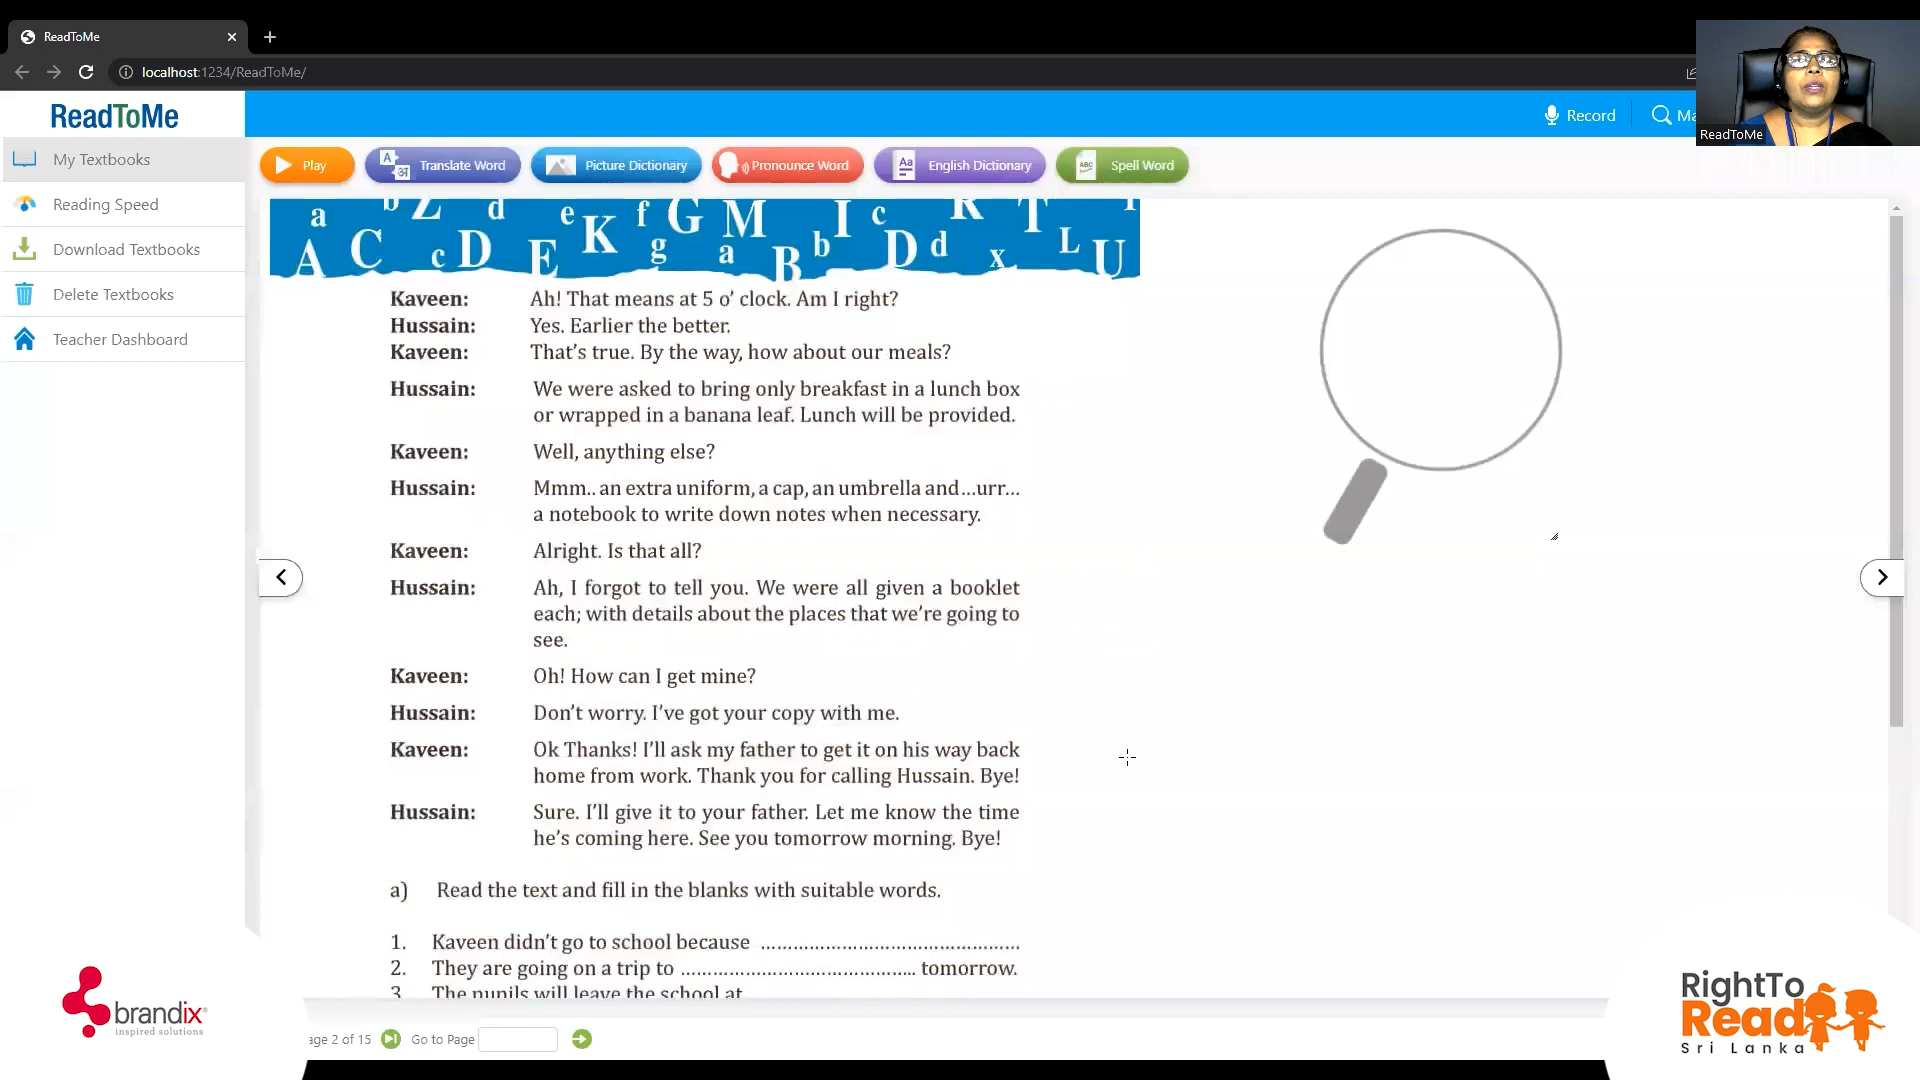 ReadToMe
localhost:1234/ReadToMe/
ReadToMe
Record
Ma
ReadToMe
My Textbooks
Reading Speed
Download Textbooks
Delete Textbooks
Teacher Dashboard
Play
Translate Word
Picture Dictionary
Pronounce Word
English Dictionary
Spell Word
a b Z d e f G M I c R T
A C c D E K g a B b D d x L U
Kaveen: Ah! That means at 5 o’ clock. Am I right?
Hussain: Yes. Earlier the better.
Kaveen: That’s true. By the way, how about our meals?
Hussain: We were asked to bring only breakfast in a lunch box
or wrapped in a banana leaf. Lunch will be provided.
Kaveen: Well, anything else?
Hussain: Mmm.. an extra uniform, a cap, an umbrella and...urr...
a notebook to write down notes when necessary.
Kaveen: Alright. Is that all?
Hussain: Ah, I forgot to tell you. We were all given a booklet
each; with details about the places that we’re going to
see.
Kaveen: Oh! How can I get mine?
Hussain: Don’t worry. I’ve got your copy with me.
Kaveen: Ok Thanks! I’ll ask my father to get it on his way back
home from work. Thank you for calling Hussain. Bye!
Hussain: Sure. I’ll give it to your father. Let me know the time
he’s coming here. See you tomorrow morning. Bye!
a) Read the text and fill in the blanks with suitable words.
1. Kaveen didn’t go to school because ...............................................
2. They are going on a trip to .......................................... tomorrow.
3. The pupils will leave the school at
age 2 of 15
Go to Page
brandix
inspired solutions
RightTo
Read
Sri Lanka